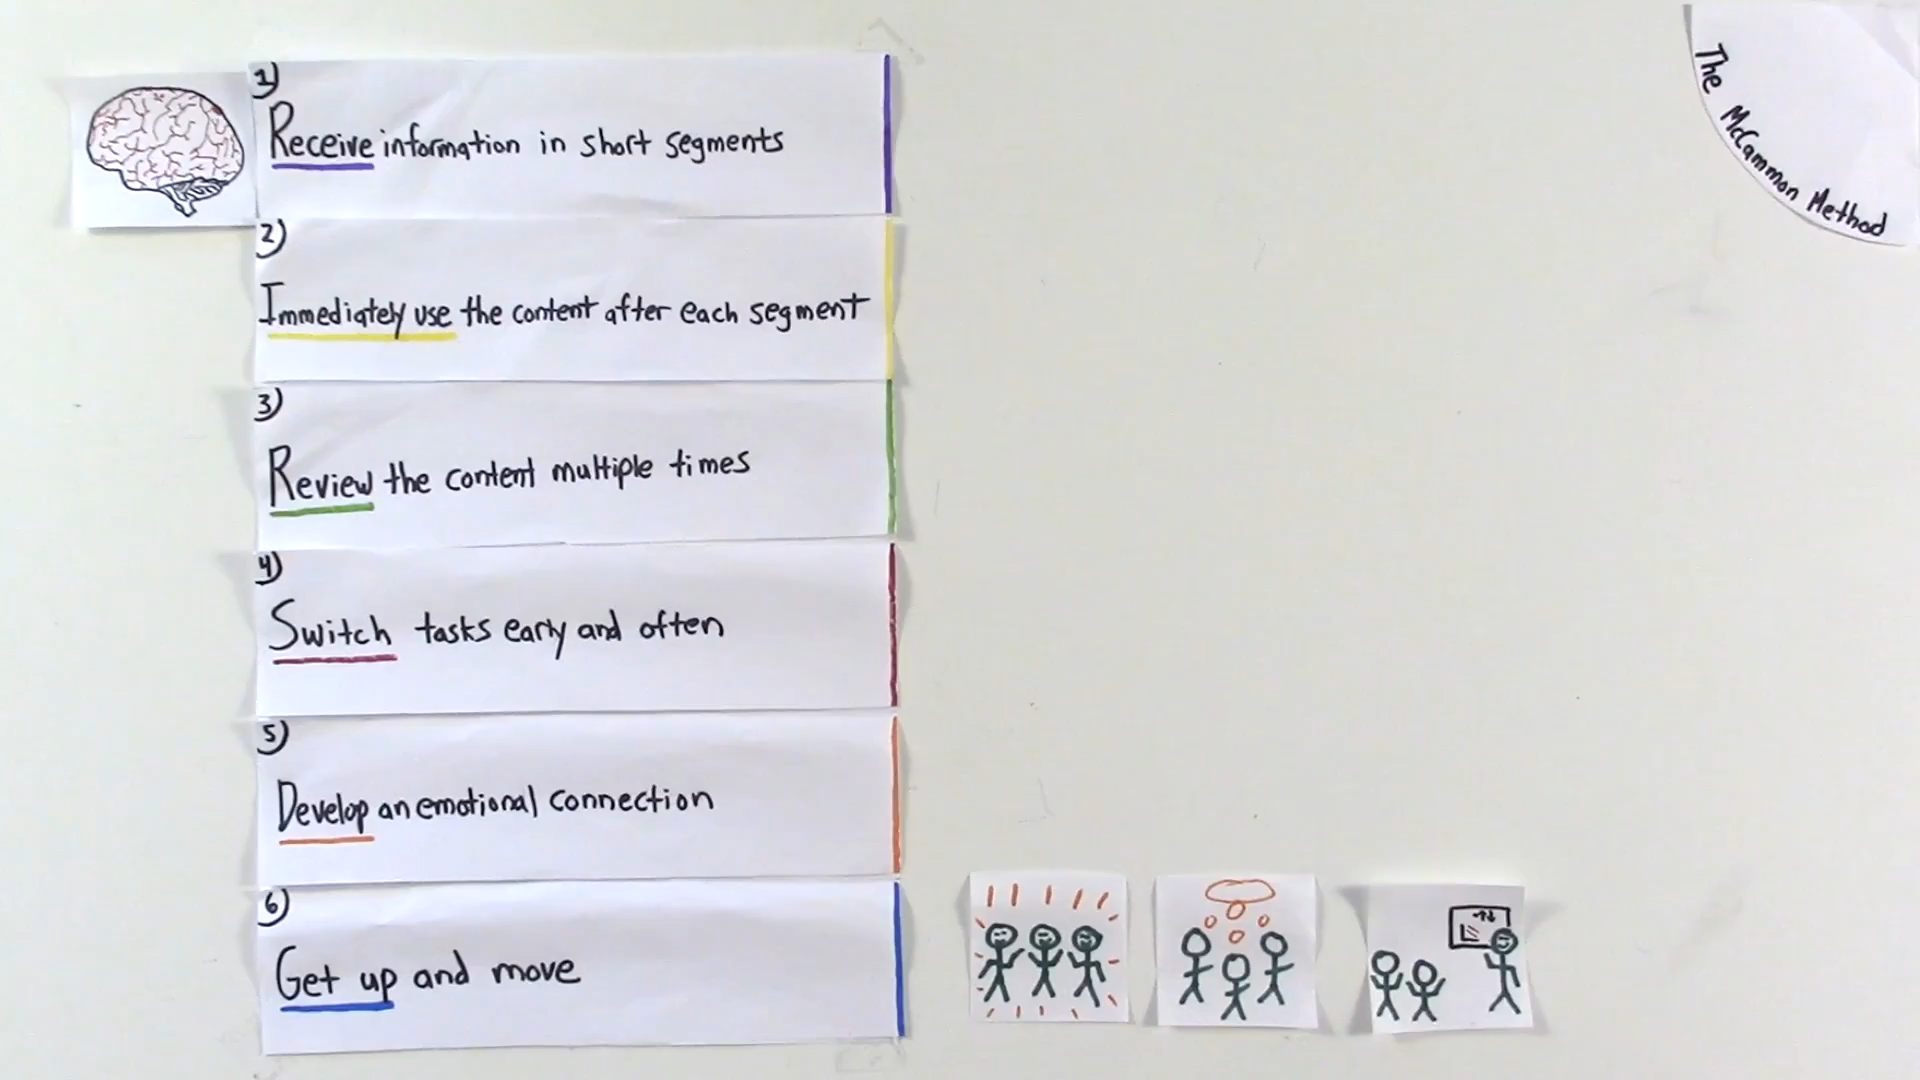 1)
Receive information in short segments
2)
Immediately use the content after each segment
3)
Review the content multiple times
4)
Switch tasks early and often
5)
Develop an emotional connection
6)
Get up and move
The McCammon Method